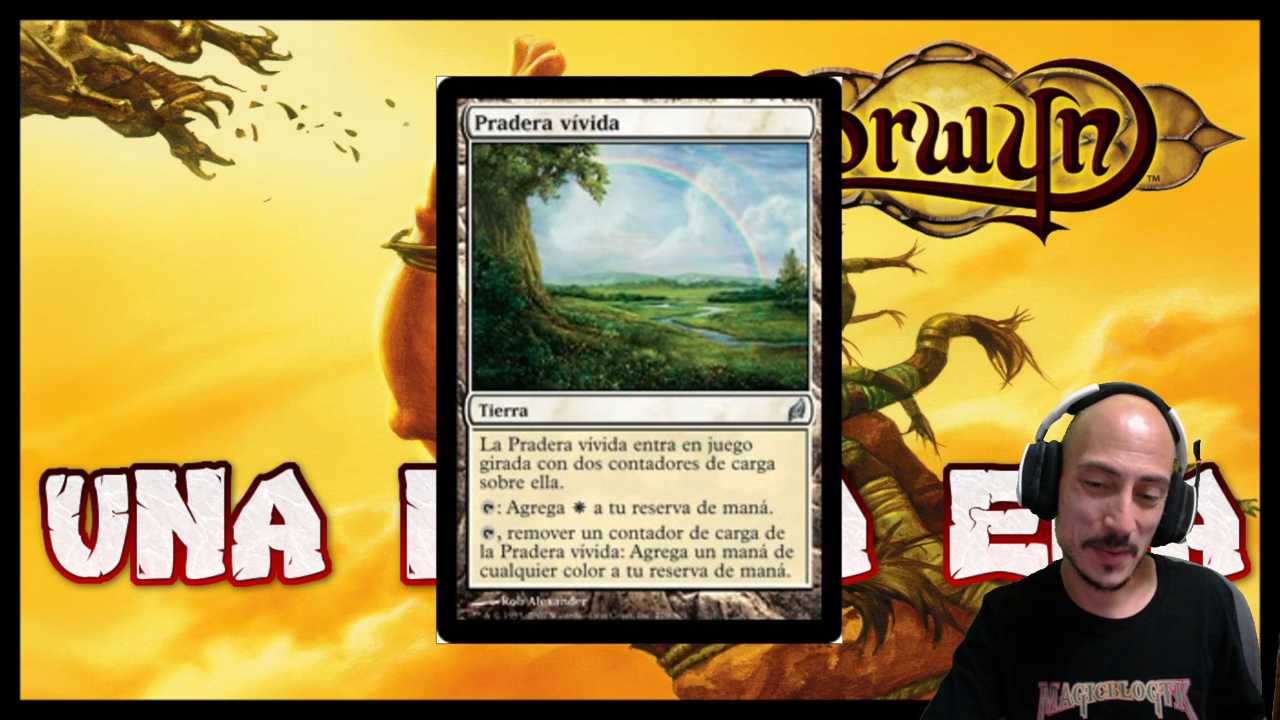 Pradera vívida
orwyn
TM
Tierra
La Pradera vívida entra en juego
girada con dos contadores de carga
sobre ella.
: Agrega a tu reserva de maná.
, remover un contador de carga de
la Pradera vívida: Agrega un maná de
cualquier color a tu reserva de maná.
UNA
E
A
Rob Alexander
MAGICBLOGTK